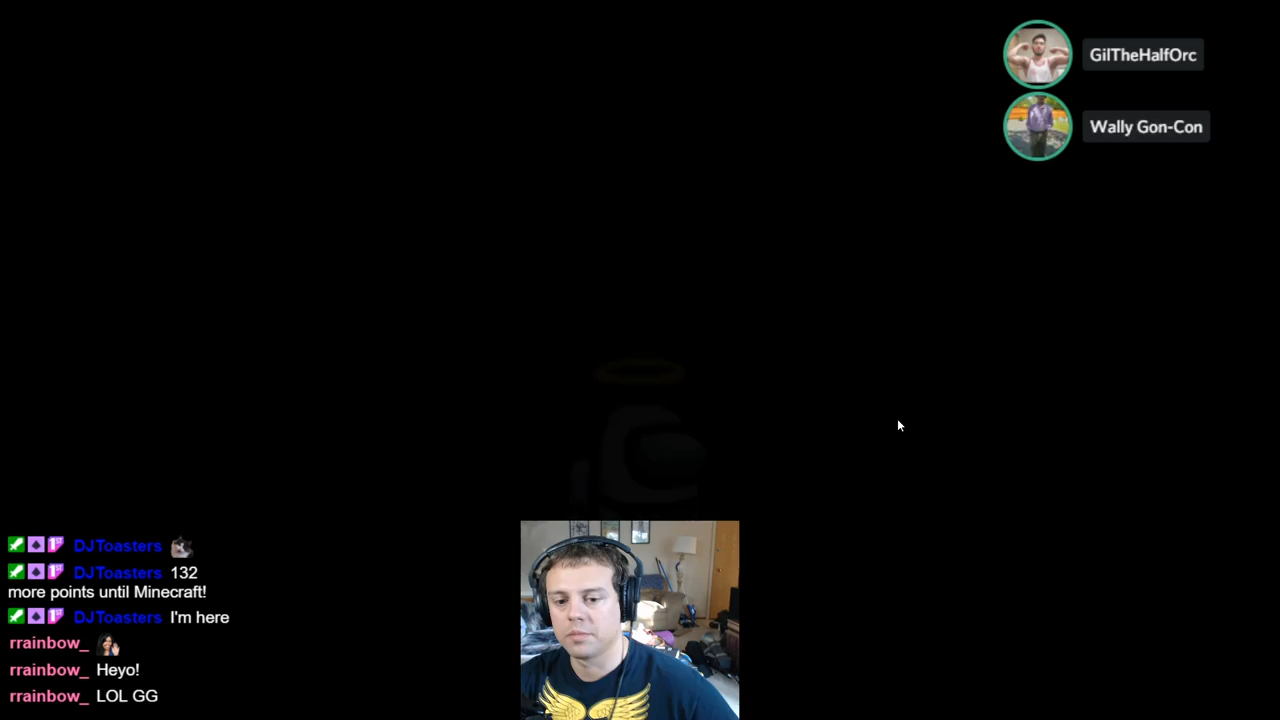 GilTheHalfOrc
Wally Gon-Con
DJToasters
DJToasters 132
more points until Minecraft!
DJToasters I'm here
rrainbow_
rrainbow_ Heyo!
rrainbow_ LOL GG